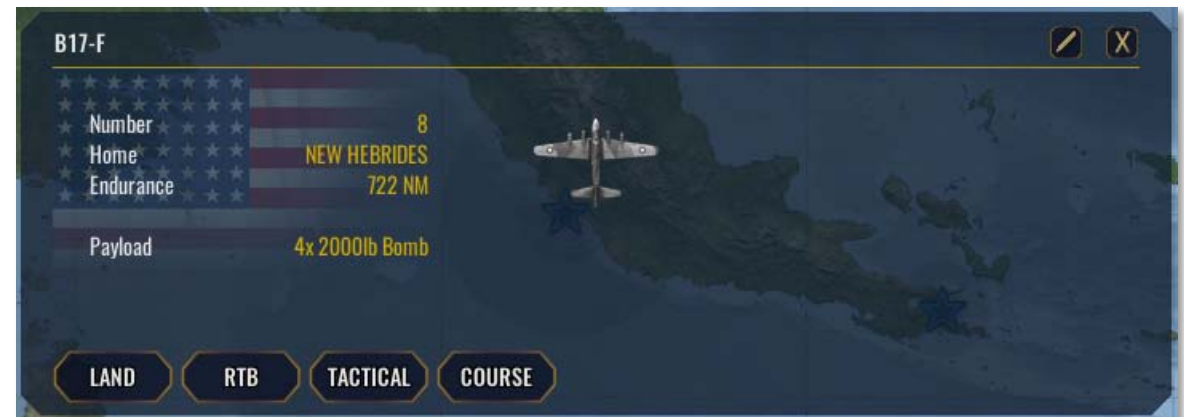 B17-F
X
Number 8
Home NEW HEBRIDES
Endurance 722 NM
Payload 4x 2000lb Bomb
LAND RTB TACTICAL COURSE